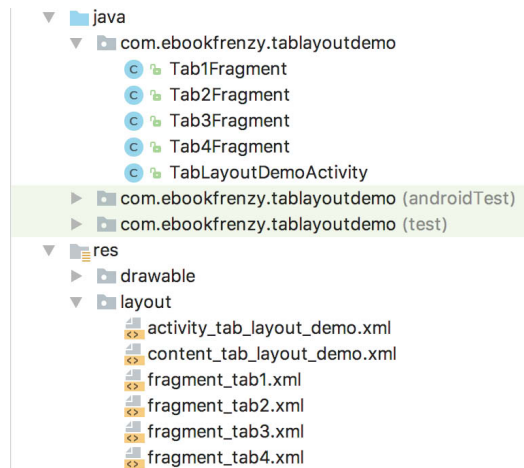 java
com.ebookfrenzy.tablayoutdemo
C Tab1Fragment
C Tab2Fragment
C Tab3Fragment
C Tab4Fragment
C TabLayoutDemoActivity
com.ebookfrenzy.tablayoutdemo (androidTest)
com.ebookfrenzy.tablayoutdemo (test)
res
drawable
layout
activity_tab_layout_demo.xml
content_tab_layout_demo.xml
fragment_tab1.xml
fragment_tab2.xml
fragment_tab3.xml
fragment_tab4.xml